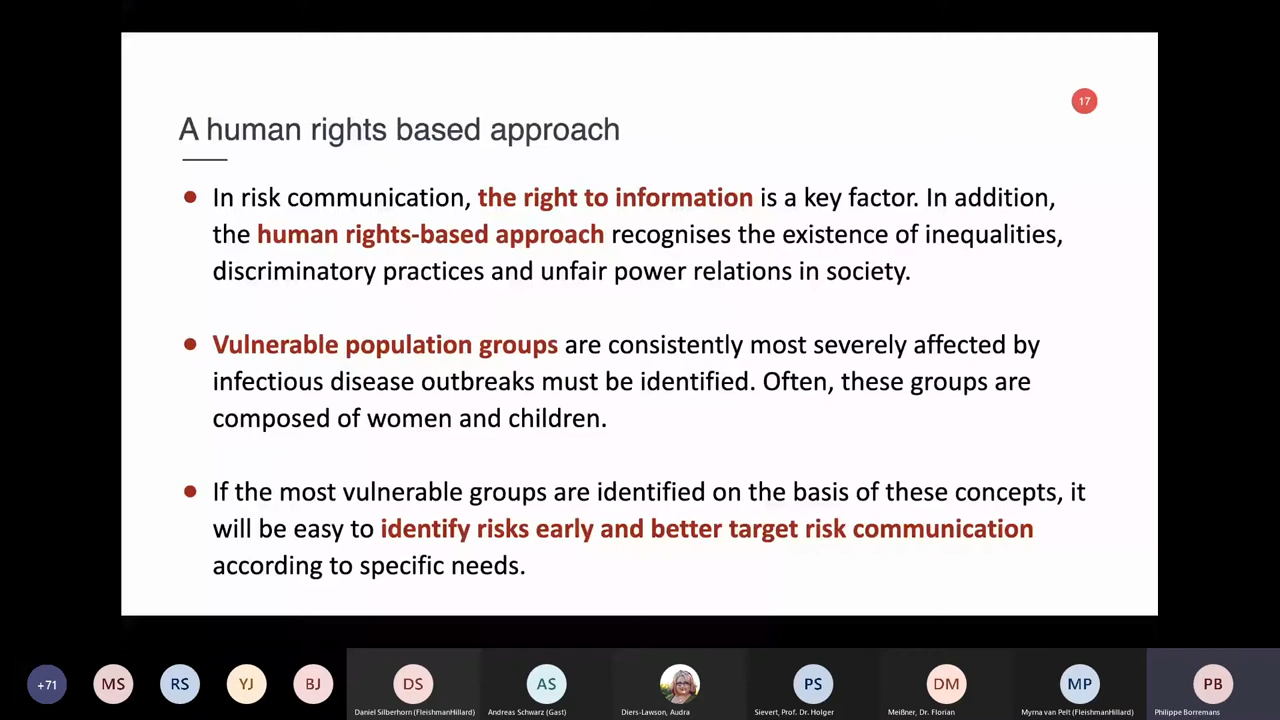 17
A human rights based approach
● In risk communication, the right to information is a key factor. In addition,
the human rights-based approach recognises the existence of inequalities,
discriminatory practices and unfair power relations in society.
● Vulnerable population groups are consistently most severely affected by
infectious disease outbreaks must be identified. Often, these groups are
composed of women and children.
● If the most vulnerable groups are identified on the basis of these concepts, it
will be easy to identify risks early and better target risk communication
according to specific needs.
+71
MS
RS
YJ
BJ
DS
AS
PS
DM
MP
PB
Daniel Silberhorn (FleishmanHillard)
Andreas Schwarz (Gast)
Diers-Lawson, Audra
Sievert, Prof. Dr. Holger
Meißner, Dr. Florian
Myrna van Pelt (FleishmanHillard)
Philippe Borremans